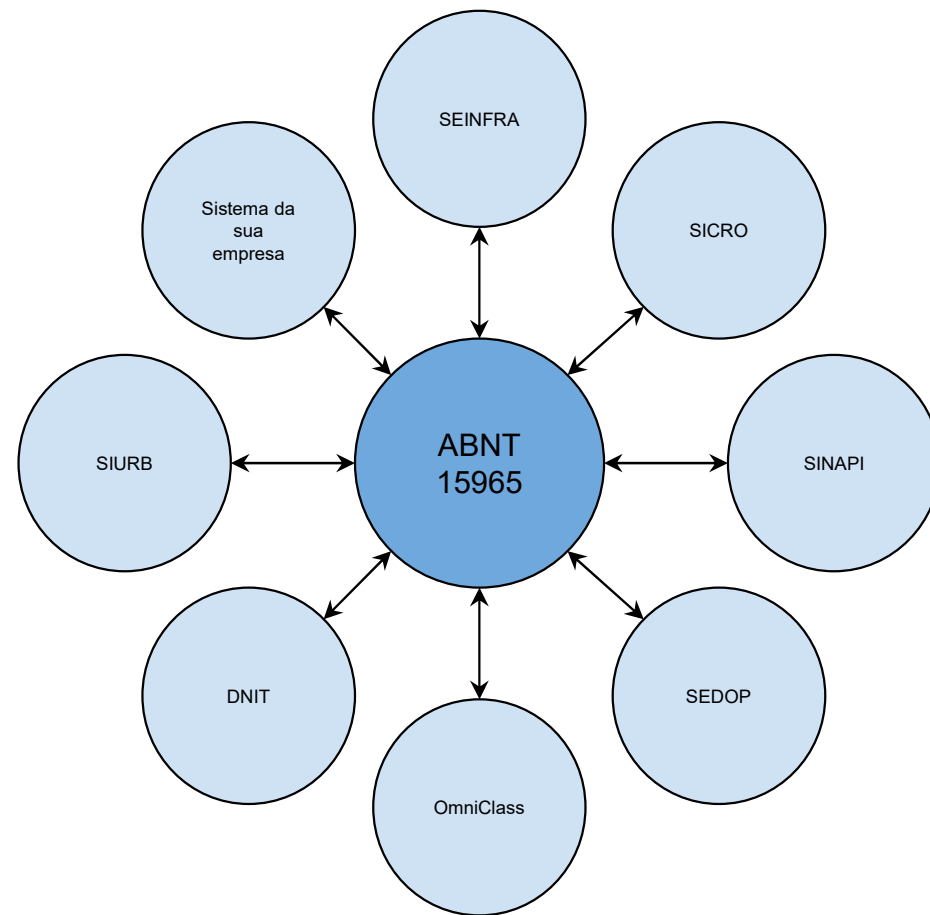 SEINFRA
Sistema da
sua
empresa
SICRO
ABNT
15965
SIURB
SINAPI
DNIT
SEDOP
OmniClass